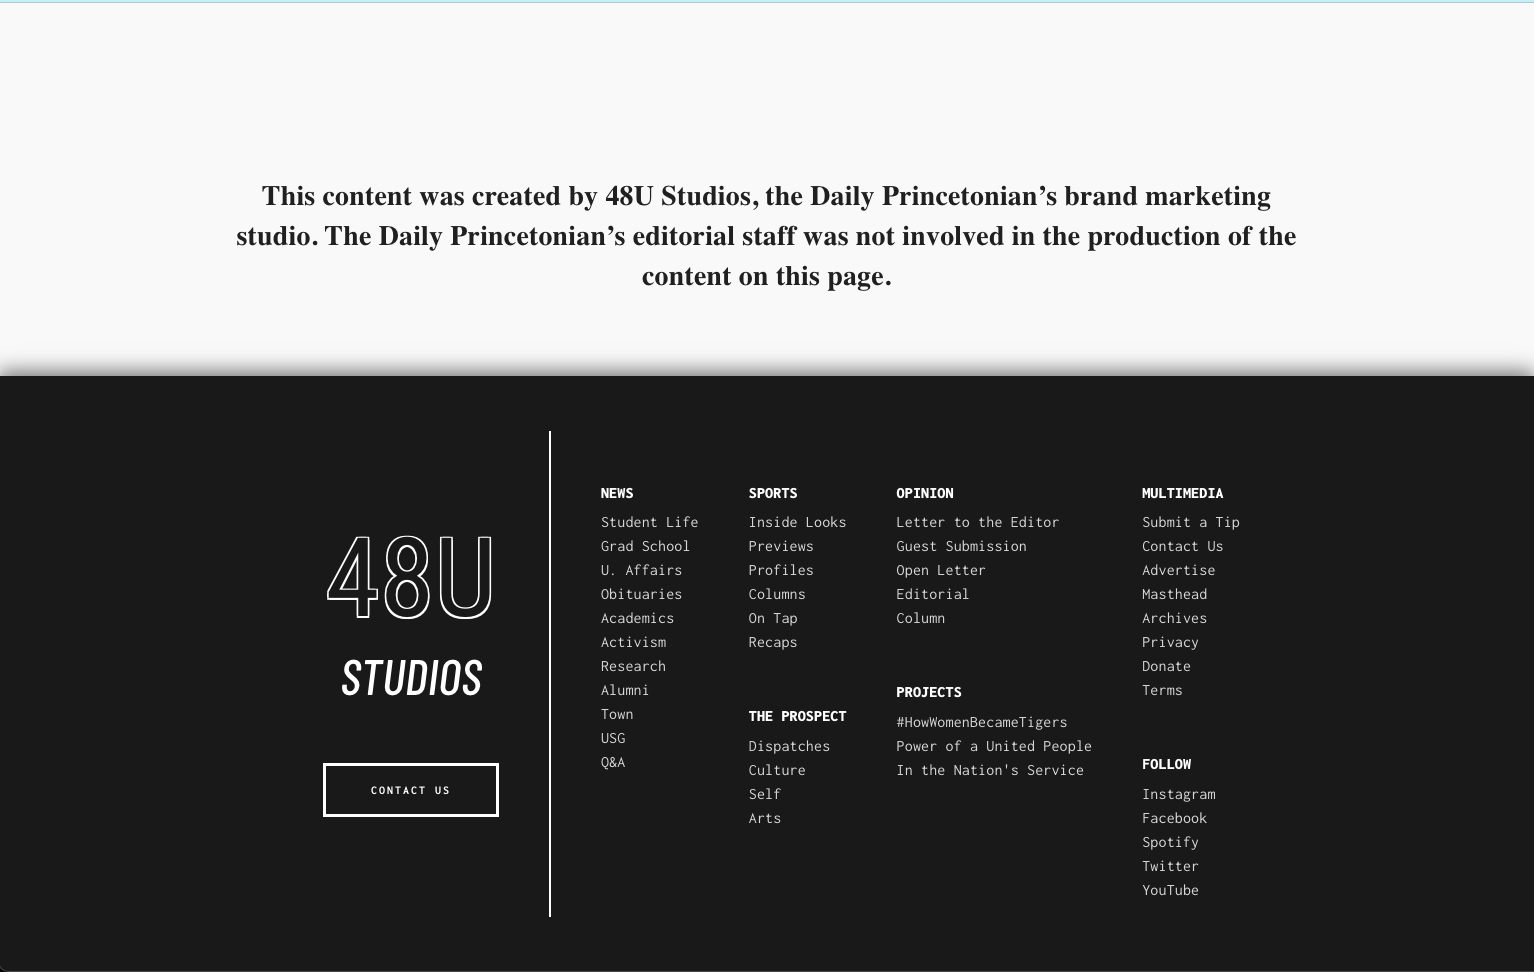 This content was created by 48U Studios, the Daily Princetonian’s brand marketing
studio. The Daily Princetonian’s editorial staff was not involved in the production of the
content on this page.
48U
STUDIOS
CONTACT US
NEWS
Student Life
Grad School
U. Affairs
Obituaries
Academics
Activism
Research
Alumni
Town
USG
Q&A
SPORTS
Inside Looks
Previews
Profiles
Columns
On Tap
Recaps
THE PROSPECT
Dispatches
Culture
Self
Arts
OPINION
Letter to the Editor
Guest Submission
Open Letter
Editorial
Column
PROJECTS
#HowWomenBecameTigers
Power of a United People
In the Nation's Service
MULTIMEDIA
Submit a Tip
Contact Us
Advertise
Masthead
Archives
Privacy
Donate
Terms
FOLLOW
Instagram
Facebook
Spotify
Twitter
YouTube